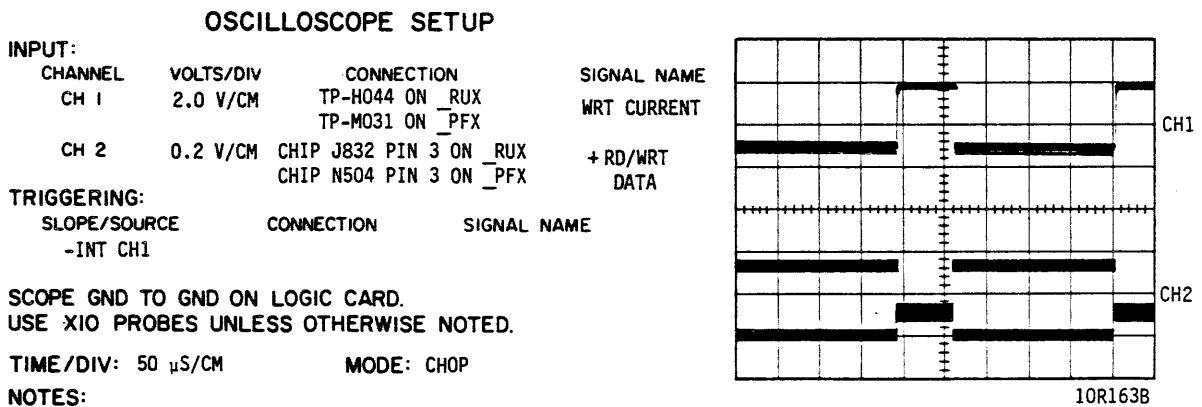 OSCILLOSCOPE SETUP
INPUT:
CHANNEL VOLTS/DIV CONNECTION SIGNAL NAME
CH 1 2.0 V/CM TP-H044 ON _RUX WRT CURRENT
TP-M031 ON _PFX
CH 2 0.2 V/CM CHIP J832 PIN 3 ON _RUX + RD/WRT
CHIP N504 PIN 3 ON _PFX DATA
TRIGGERING:
SLOPE/SOURCE CONNECTION SIGNAL NAME
-INT CH1
SCOPE GND TO GND ON LOGIC CARD.
USE X10 PROBES UNLESS OTHERWISE NOTED.
TIME/DIV: 50 µS/CM MODE: CHOP
NOTES:
CH1
CH2
10R163B